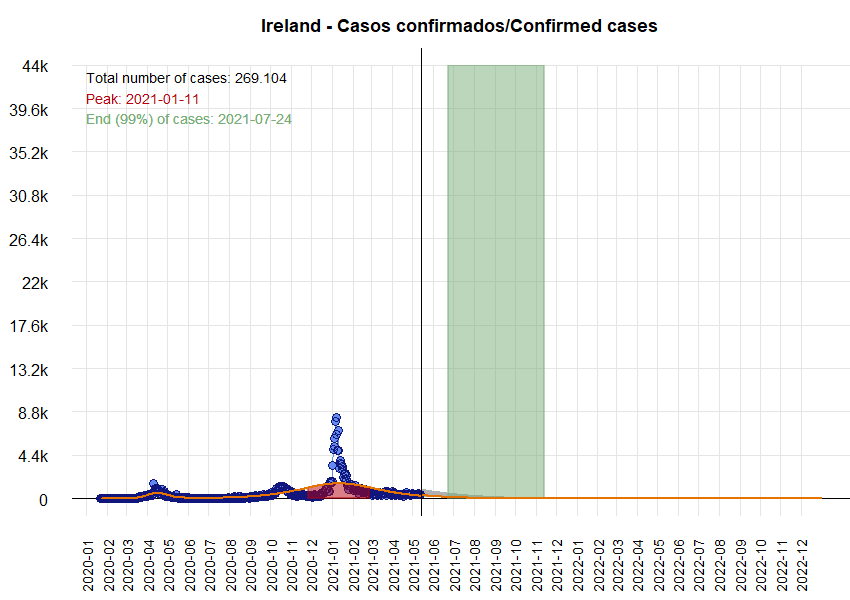 Ireland - Casos confirmados/Confirmed cases
Total number of cases: 269.104
Peak: 2021-01-11
End (99%) of cases: 2021-07-24
44k
39.6k
35.2k
30.8k
26.4k
22k
17.6k
13.2k
8.8k
4.4k
0
2020-01
2020-02
2020-03
2020-04
2020-05
2020-06
2020-07
2020-08
2020-09
2020-10
2020-11
2020-12
2021-01
2021-02
2021-03
2021-04
2021-05
2021-06
2021-07
2021-08
2021-09
2021-10
2021-11
2021-12
2022-01
2022-02
2022-03
2022-04
2022-05
2022-06
2022-07
2022-08
2022-09
2022-10
2022-11
2022-12